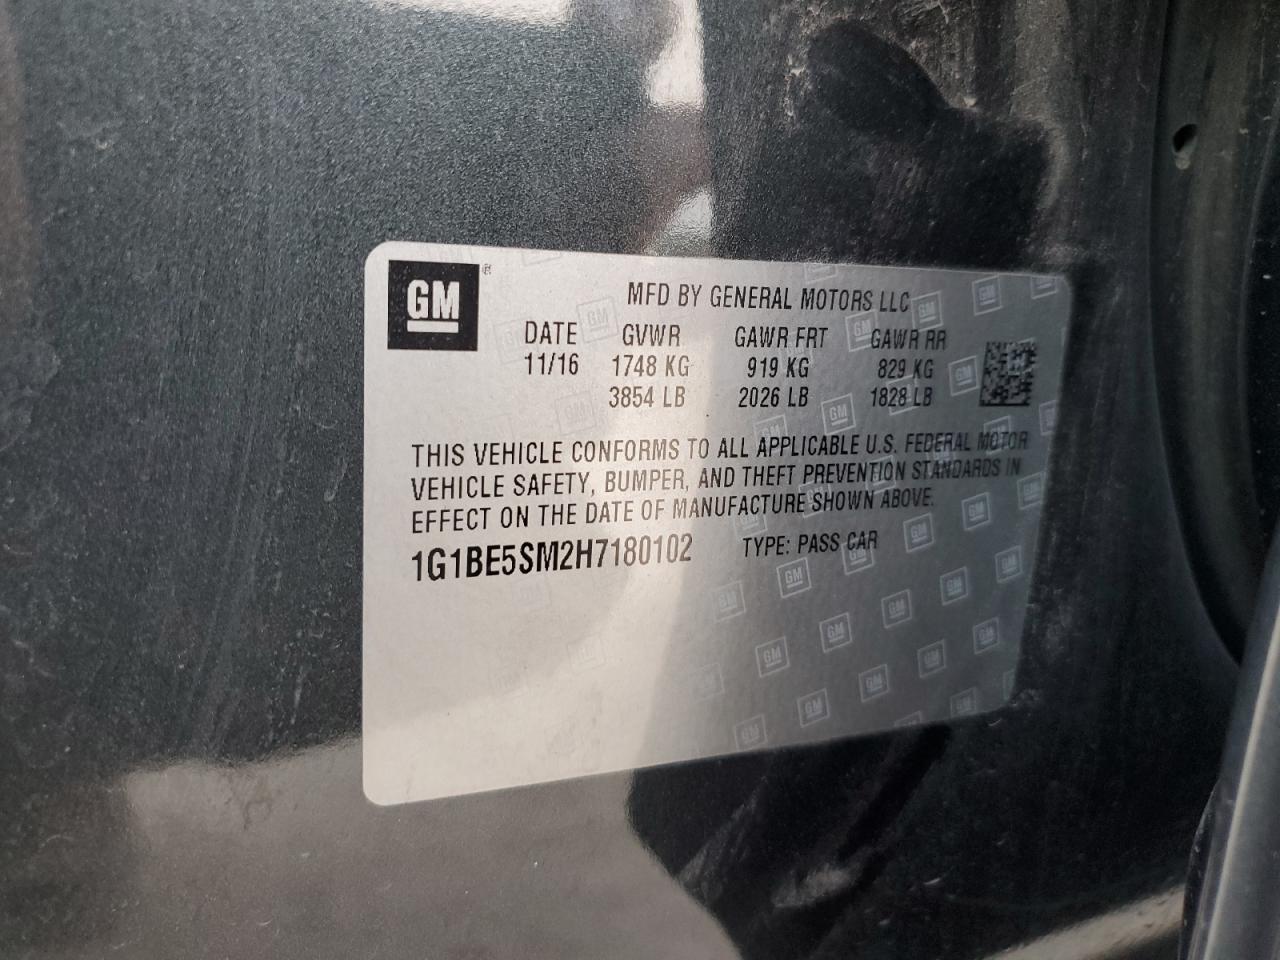 GM ®
MFD BY GENERAL MOTORS LLC
DATE GVWR GAWR FRT GAWR RR
11/16 1748 KG 919 KG 829 KG
3854 LB 2026 LB 1828 LB
THIS VEHICLE CONFORMS TO ALL APPLICABLE U.S. FEDERAL MOTOR
VEHICLE SAFETY, BUMPER, AND THEFT PREVENTION STANDARDS IN
EFFECT ON THE DATE OF MANUFACTURE SHOWN ABOVE.
1G1BE5SM2H7180102 TYPE: PASS CAR